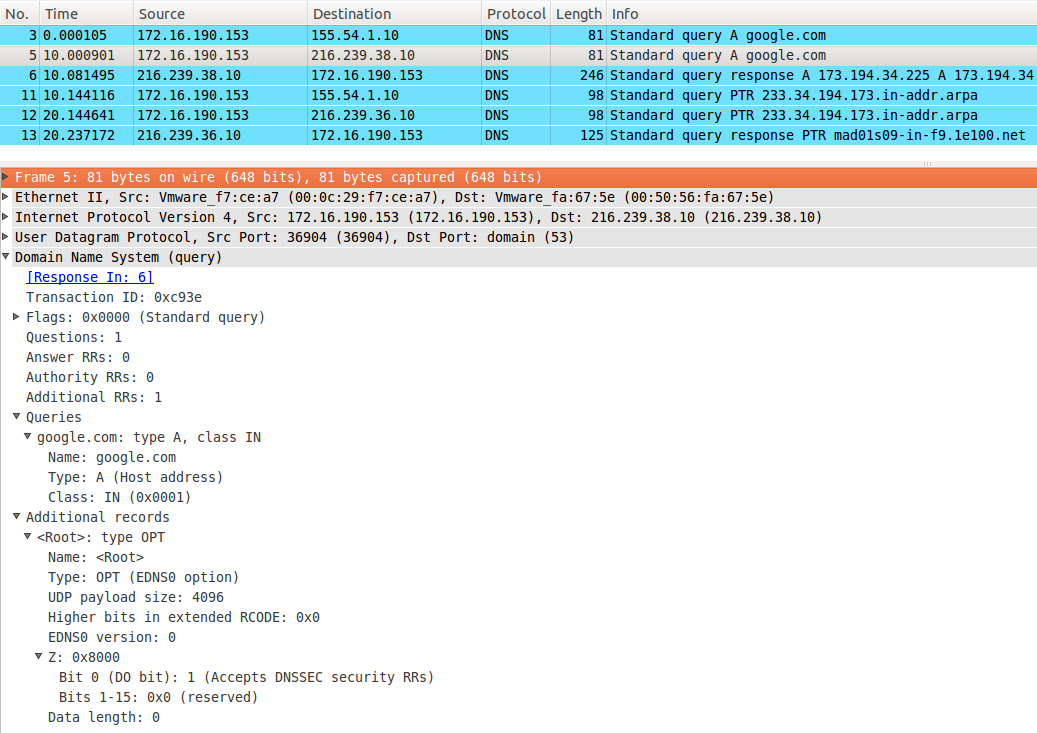 No. Time Source Destination Protocol Length Info
3 0.000105 172.16.190.153 155.54.1.10 DNS 81 Standard query A google.com
5 10.000901 172.16.190.153 216.239.38.10 DNS 81 Standard query A google.com
6 10.081495 216.239.38.10 172.16.190.153 DNS 246 Standard query response A 173.194.34.225 A 173.194.34
11 10.144116 172.16.190.153 155.54.1.10 DNS 98 Standard query PTR 233.34.194.173.in-addr.arpa
12 20.144641 172.16.190.153 216.239.36.10 DNS 98 Standard query PTR 233.34.194.173.in-addr.arpa
13 20.237172 216.239.36.10 172.16.190.153 DNS 125 Standard query response PTR mad01s09-in-f9.1e100.net
Frame 5: 81 bytes on wire (648 bits), 81 bytes captured (648 bits)
Ethernet II, Src: Vmware_f7:ce:a7 (00:0c:29:f7:ce:a7), Dst: Vmware_fa:67:5e (00:50:56:fa:67:5e)
Internet Protocol Version 4, Src: 172.16.190.153 (172.16.190.153), Dst: 216.239.38.10 (216.239.38.10)
User Datagram Protocol, Src Port: 36904 (36904), Dst Port: domain (53)
Domain Name System (query)
[Response In: 6]
Transaction ID: 0xc93e
Flags: 0x0000 (Standard query)
Questions: 1
Answer RRs: 0
Authority RRs: 0
Additional RRs: 1
Queries
google.com: type A, class IN
Name: google.com
Type: A (Host address)
Class: IN (0x0001)
Additional records
<Root>: type OPT
Name: <Root>
Type: OPT (EDNS0 option)
UDP payload size: 4096
Higher bits in extended RCODE: 0x0
EDNS0 version: 0
Z: 0x8000
Bit 0 (DO bit): 1 (Accepts DNSSEC security RRs)
Bits 1-15: 0x0 (reserved)
Data length: 0